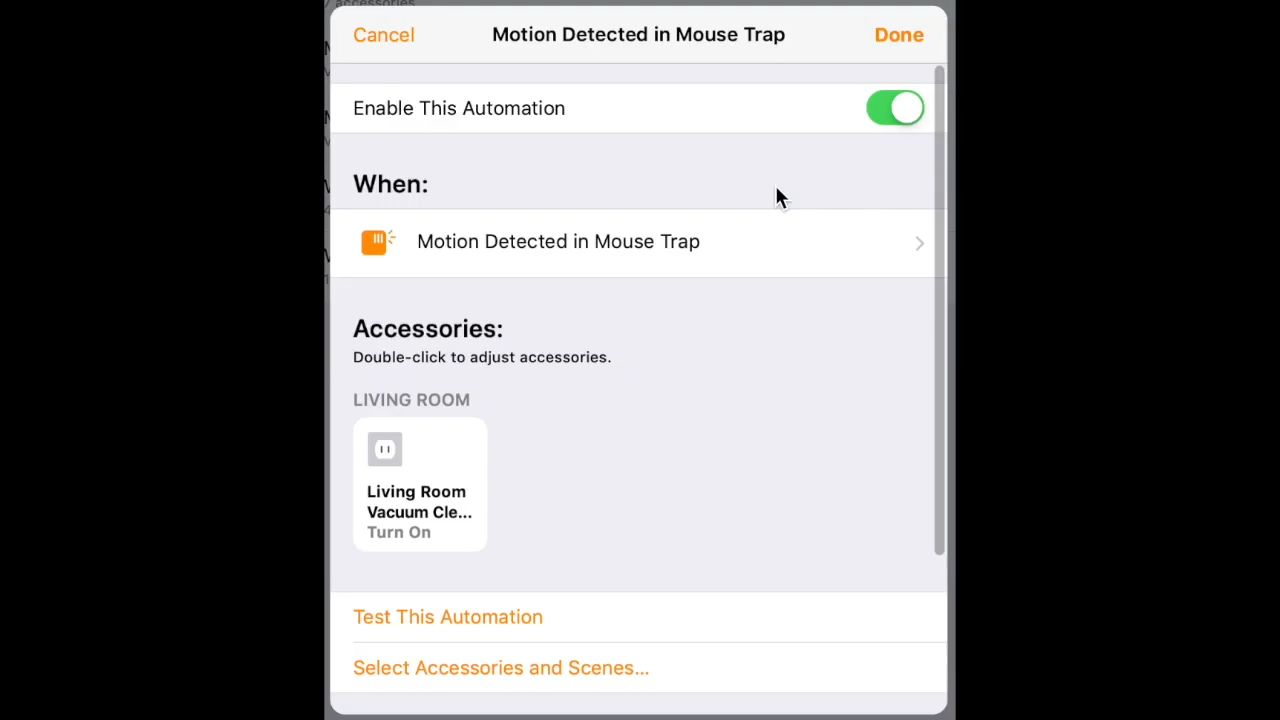 accessories
Cancel
Motion Detected in Mouse Trap
Done
Enable This Automation
When:
Motion Detected in Mouse Trap
Accessories:
Double-click to adjust accessories.
LIVING ROOM
Living Room
Vacuum Cle...
Turn On
Test This Automation
Select Accessories and Scenes...